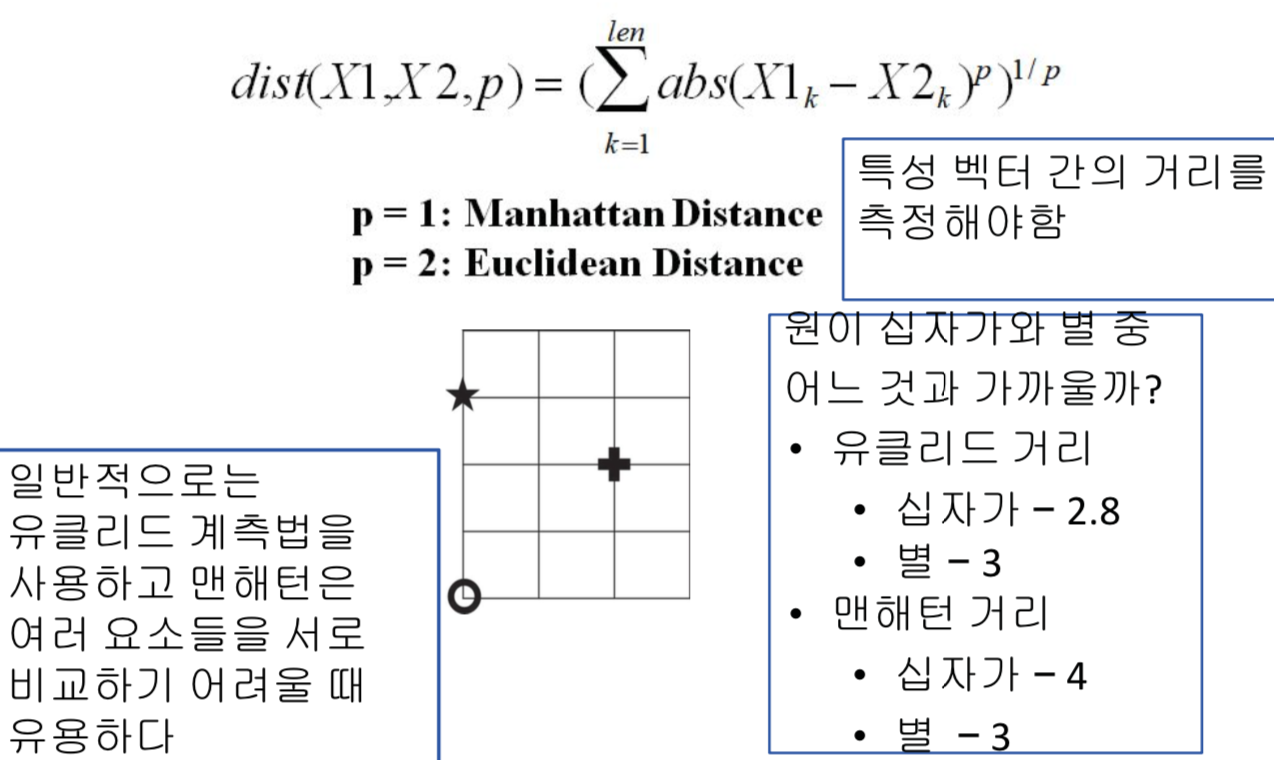 dist(X1,X2,p) = (∑_{k=1}^{len} abs(X1_k – X2_k)^p)^{1/p}
특성 벡터 간의 거리를
측정해야함
p = 1: Manhattan Distance
p = 2: Euclidean Distance
원이 십자가와 별 중
어느 것과 가까울까?
• 유클리드 거리
• 십자가 – 2.8
• 별 – 3
• 맨해턴 거리
• 십자가 – 4
• 별 – 3
일반적으로는
유클리드 계측법을
사용하고 맨해턴은
여러 요소들을 서로
비교하기 어려울 때
유용하다